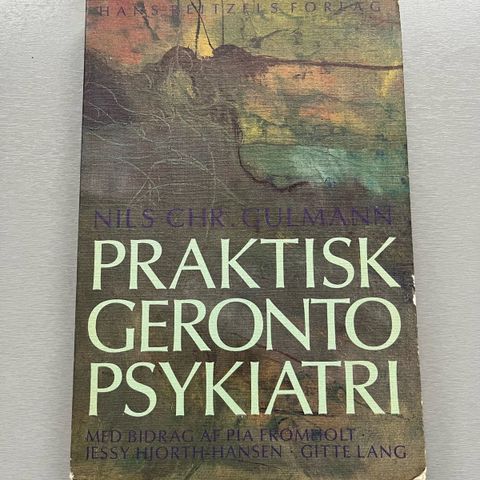 HANS REITZELS FORLAG
NILS CHR. GULMANN
PRAKTISK
GERONTO
PSYKIATRI
MED BIDRAG AF PIA FROMHOLT ·
JESSY HJORTH-HANSEN · GITTE LANG